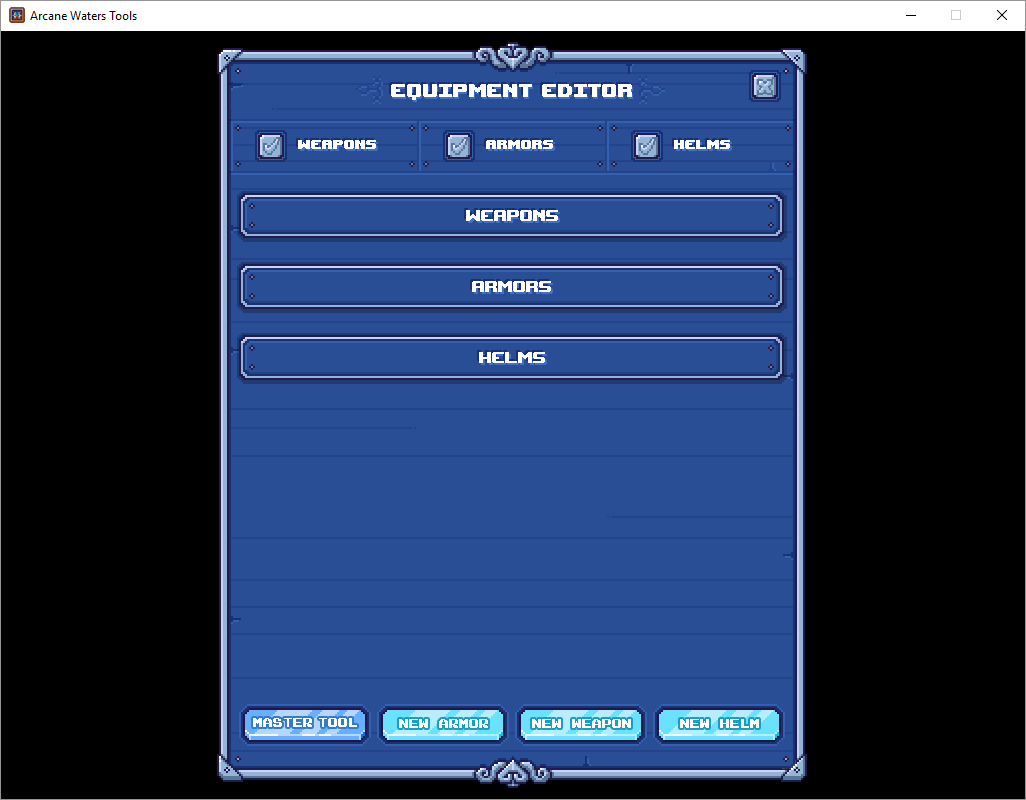 Arcane Waters Tools
EQUIPMENT EDITOR
WEAPONS ARMORS HELMS
WEAPONS
ARMORS
HELMS
MASTER TOOL NEW ARMOR NEW WEAPON NEW HELM